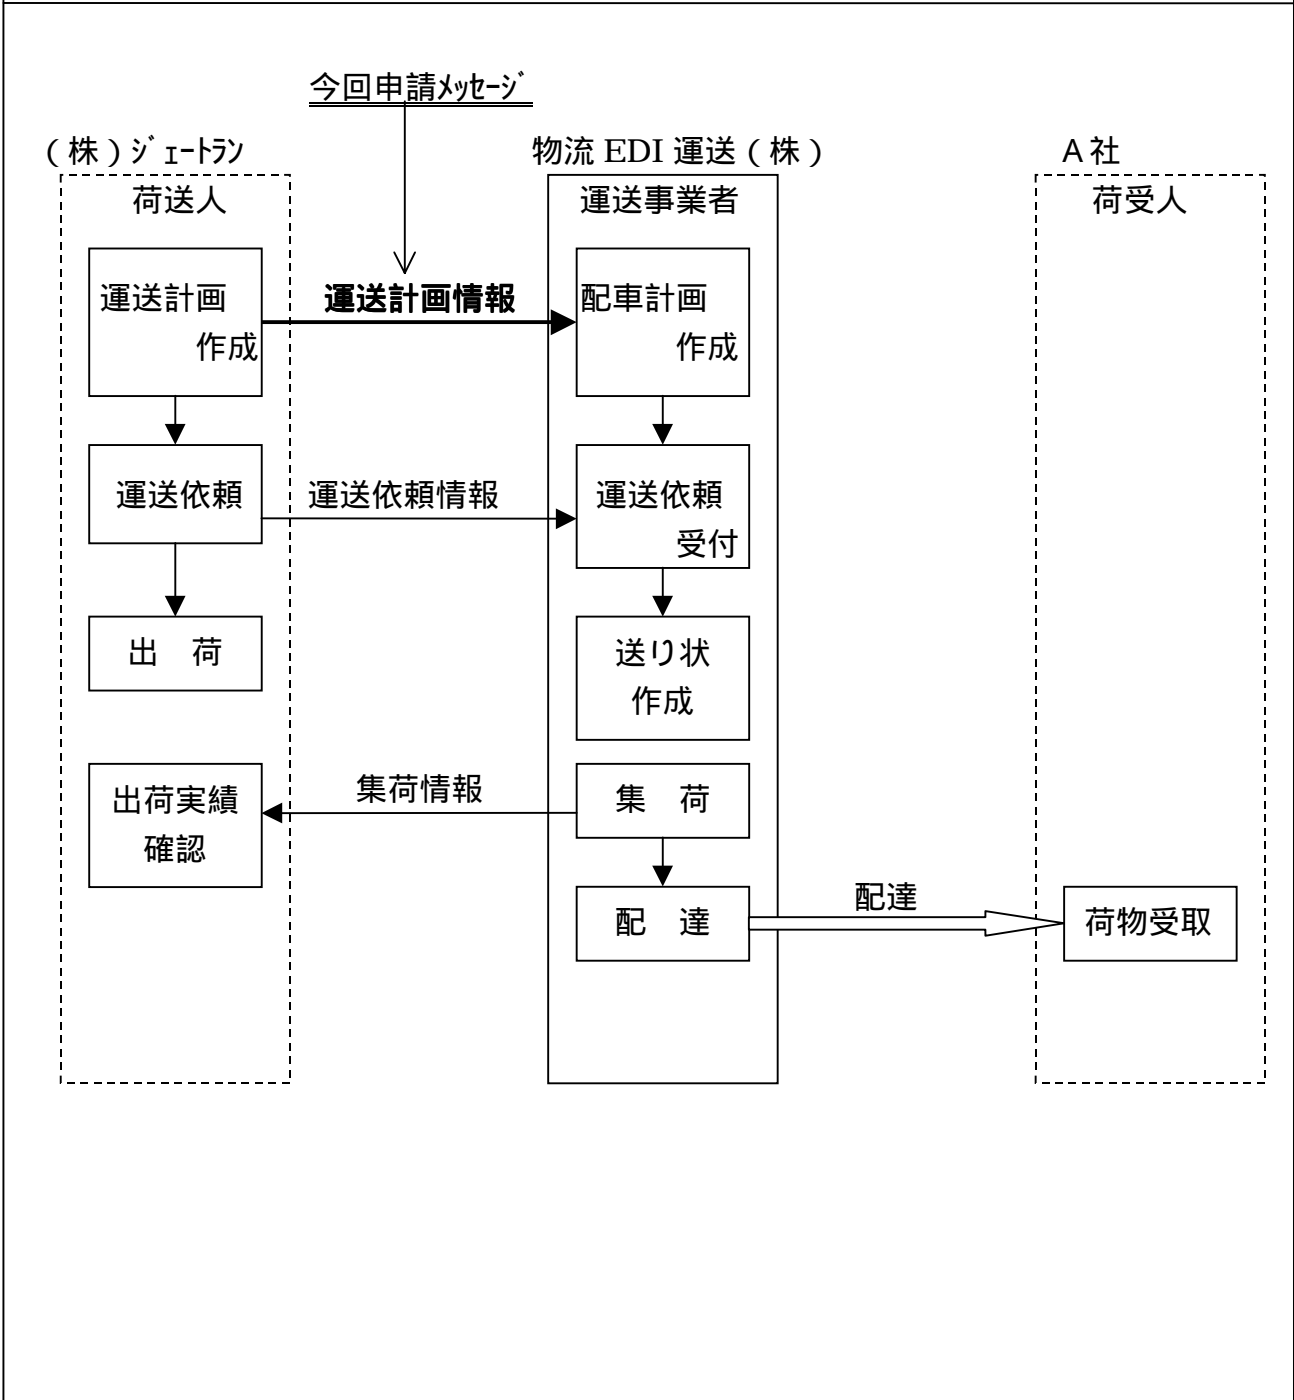 今回申請ﾒｯｾｰｼﾞ
（株）ｼﾞｪｰﾄﾗﾝ
物流 EDI 運送（株）
A社
荷送人
運送事業者
荷受人
運送計画
作成
運送計画情報
配車計画
作成
運送依頼
運送依頼情報
運送依頼
受付
出　荷
送り状
作成
出荷実績
確認
集荷情報
集　荷
配　達
配達
荷物受取